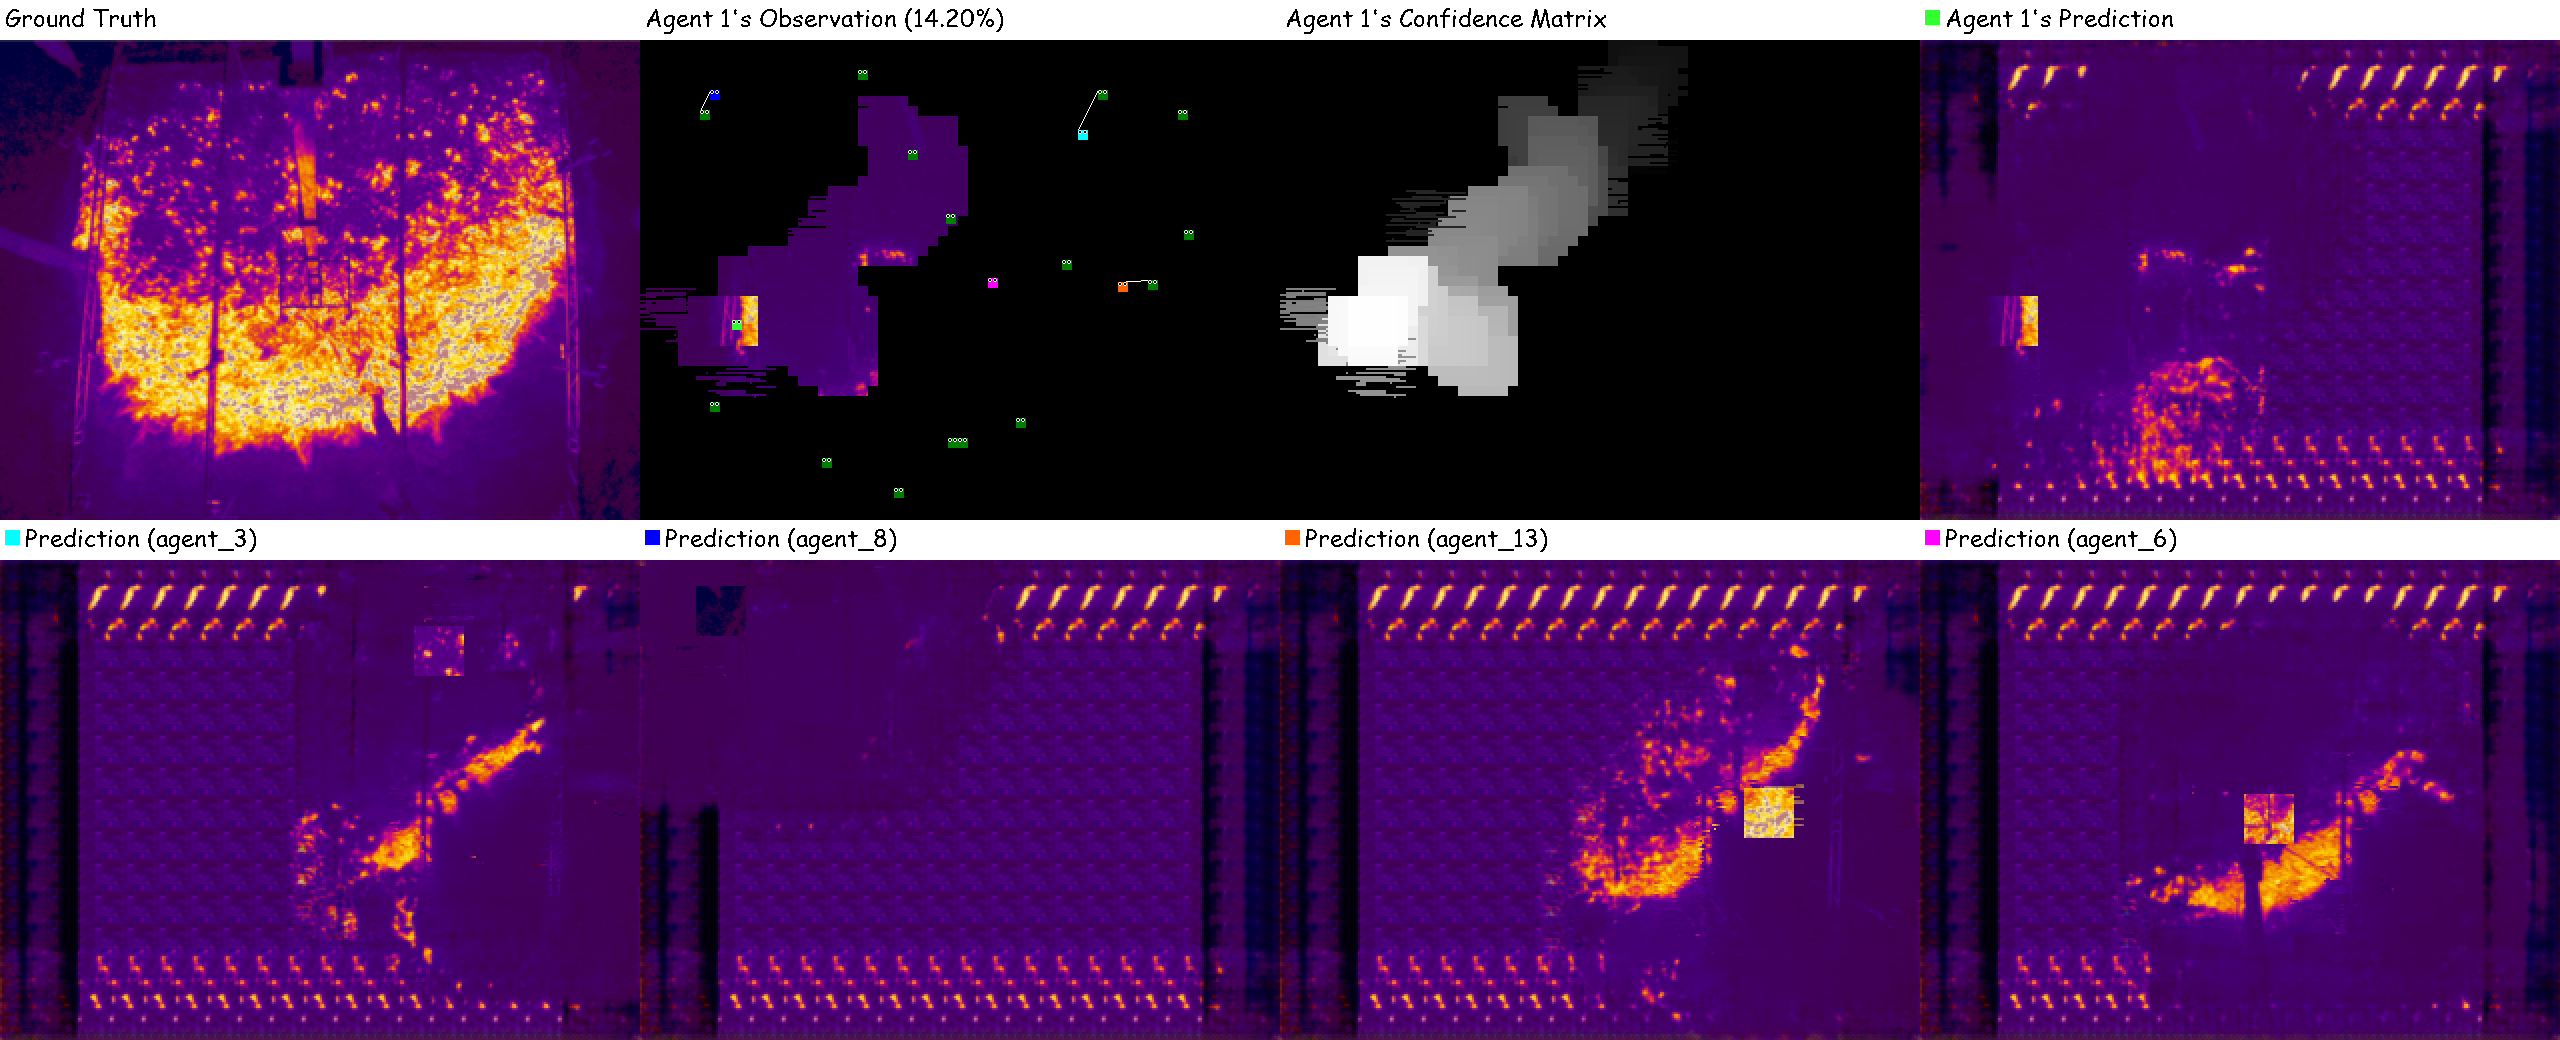 Ground Truth
Agent 1's Observation (14.20%)
Agent 1's Confidence Matrix
Agent 1's Prediction
Prediction (agent_3)
Prediction (agent_8)
Prediction (agent_13)
Prediction (agent_6)